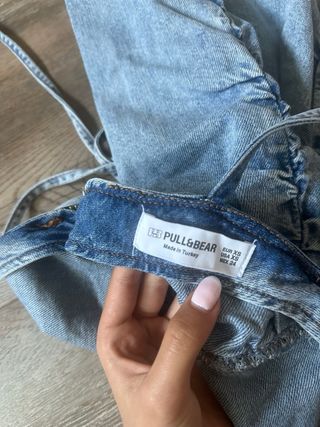 PULL&BEAR
Made in Turkey
EUR XS
USA XS
MEX 24